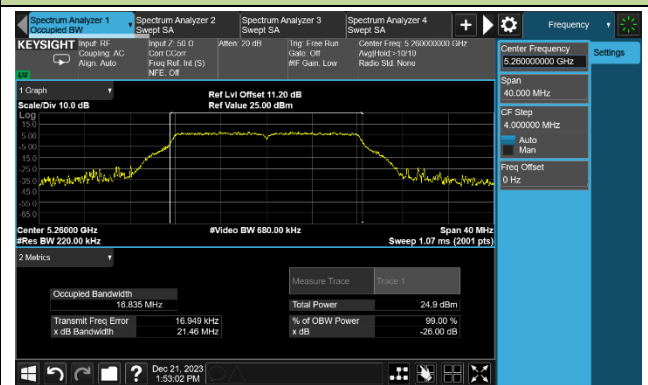 Spectrum Analyzer 1
Occupied BW
Spectrum Analyzer 2
Swept SA
Spectrum Analyzer 3
Swept SA
Spectrum Analyzer 4
Swept SA
+
Frequency
KEYSIGHT
Input: RF
Coupling: AC
Align: Auto
Input Z: 50 Ω
Corr CCorr
Freq Ref: Int (S)
NFE: Off
Atten: 20 dB
Trig: Free Run
Gate: Off
#IF Gain: Low
Center Freq: 5.260000000 GHz
Avg|Hold:>10/10
Radio Std: None
LXI
1 Graph
Scale/Div 10.0 dB
Ref Lvl Offset 11.20 dB
Ref Value 25.00 dBm
Log
15.0
5.00
-5.00
-15.0
-25.0
-35.0
-45.0
-55.0
-65.0
Center 5.26000 GHz
#Res BW 220.00 kHz
#Video BW 680.00 kHz
Span 40 MHz
Sweep 1.07 ms (2001 pts)
2 Metrics
Measure Trace
Trace 1
Occupied Bandwidth
16.835 MHz
Total Power
24.9 dBm
Transmit Freq Error
16.949 kHz
% of OBW Power
99.00 %
x dB Bandwidth
21.46 MHz
x dB
-26.00 dB
Center Frequency
5.260000000 GHz
Settings
Span
40.000 MHz
CF Step
4.000000 MHz
Auto
Man
Freq Offset
0 Hz
?
Dec 21, 2023
1:53:02 PM